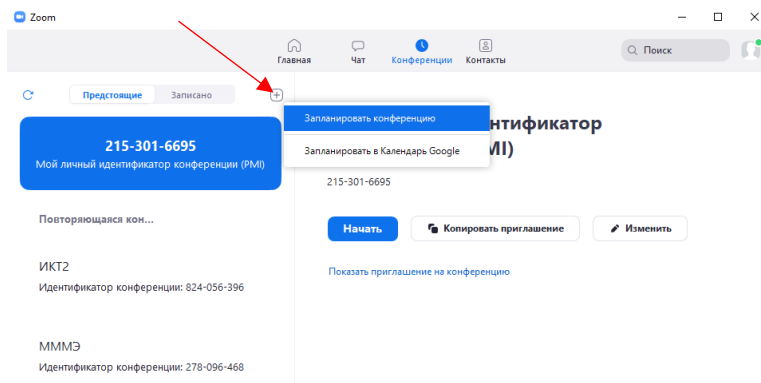 Zoom
Главная
Чат
Конференции
Контакты
Поиск
Предстоящие
Записано
Запланировать конференцию
Запланировать в Календарь Google
215-301-6695
Мой личный идентификатор конференции (PMI)
нтификатор
MI)
215-301-6695
Повторяющаяся кон...
Начать
Копировать приглашение
Изменить
ИКТ2
Идентификатор конференции: 824-056-396
Показать приглашение на конференцию
МММЭ
Идентификатор конференции: 278-096-468